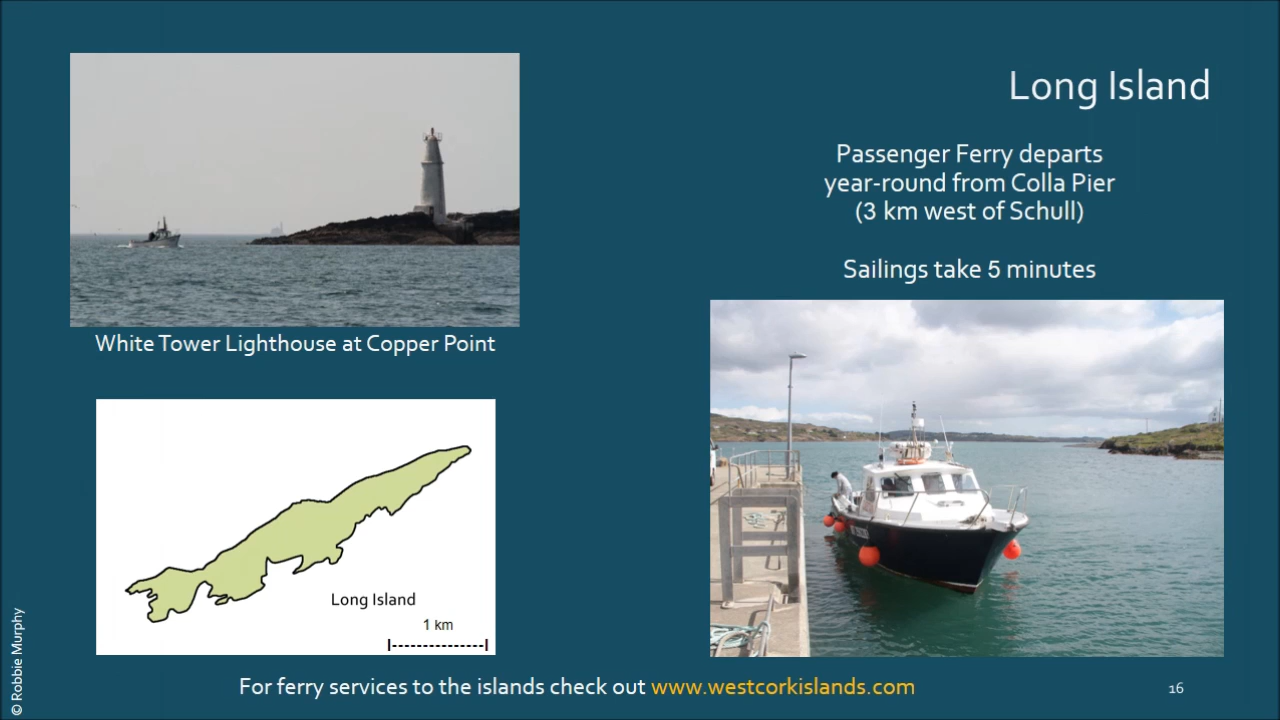 Long Island
Passenger Ferry departs
year-round from Colla Pier
(3 km west of Schull)
Sailings take 5 minutes
White Tower Lighthouse at Copper Point
Long Island
1 km
For ferry services to the islands check out www.westcorkislands.com
16
© Robbie Murphy